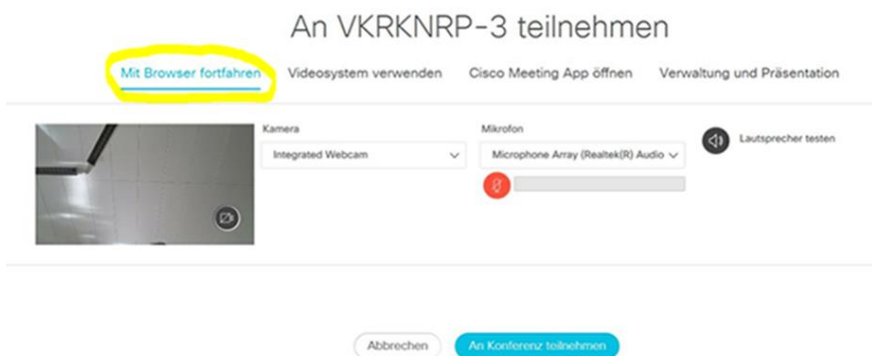 An VKRKNRP-3 teilnehmen
Mit Browser fortfahren Videosystem verwenden Cisco Meeting App öffnen Verwaltung und Präsentation
Kamera Mikrofon
Lautsprecher testen
Integrated Webcam Microphone Array (Realtek(R) Audio
Abbrechen An Konferenz teilnehmen